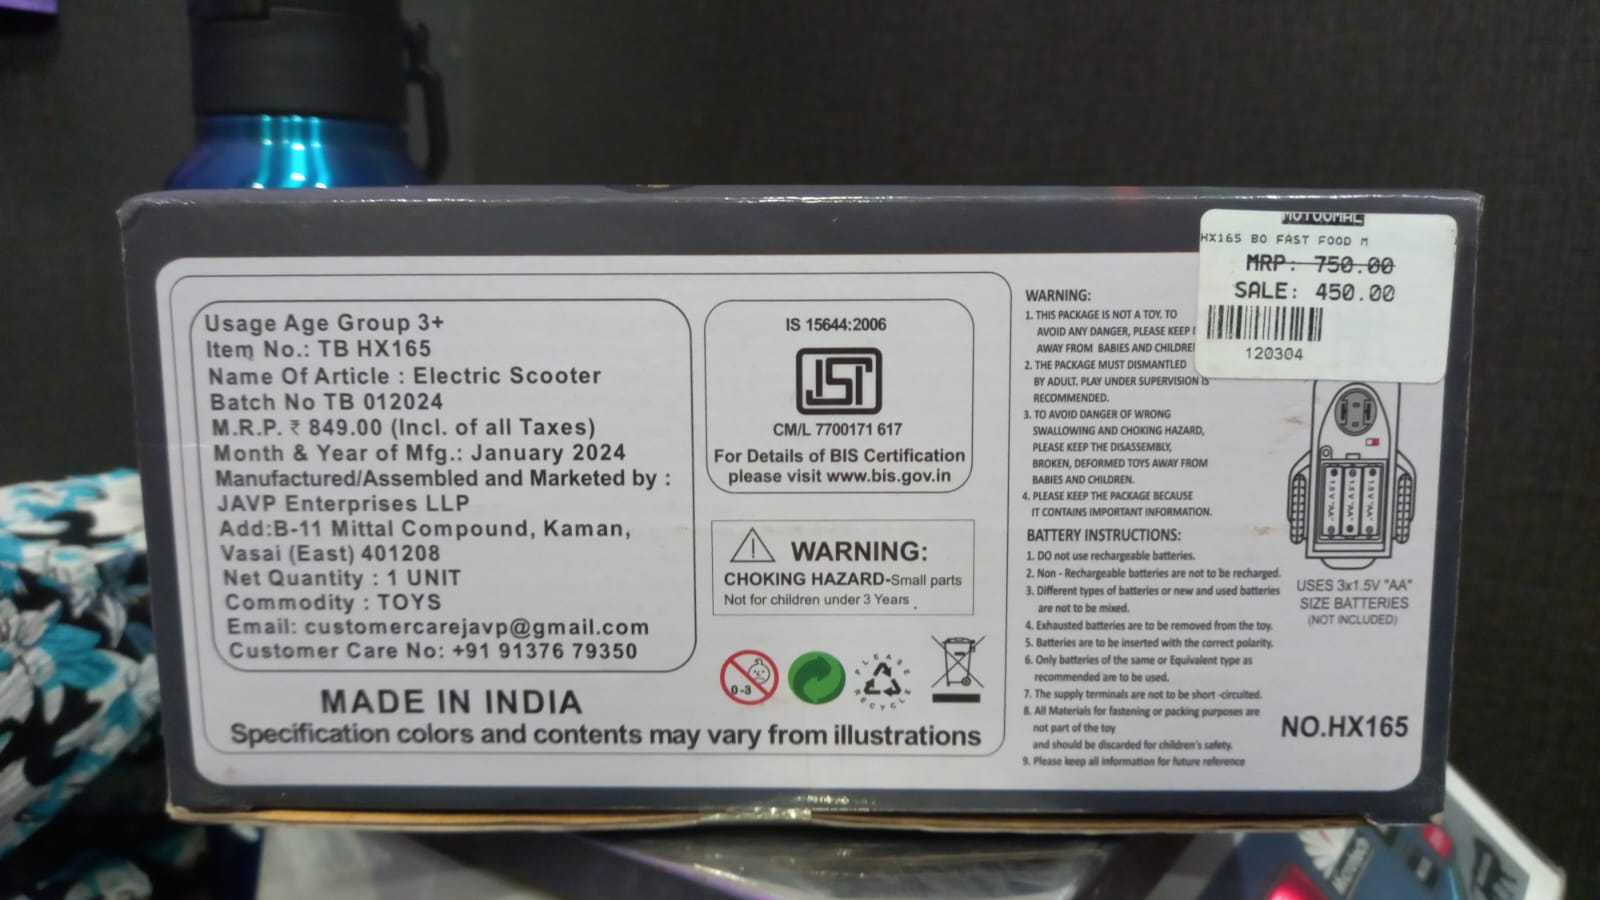 Usage Age Group 3+
Item No.: TB HX165
Name Of Article : Electric Scooter
Batch No TB 012024
M.R.P. ₹ 849.00 (Incl. of all Taxes)
Month & Year of Mfg.: January 2024
Manufactured/Assembled and Marketed by :
JAVP Enterprises LLP
Add:B-11 Mittal Compound, Kaman,
Vasai (East) 401208
Net Quantity : 1 UNIT
Commodity : TOYS
Email: customercarejavp@gmail.com
Customer Care No: +91 91376 79350
MADE IN INDIA
Specification colors and contents may vary from illustrations
IS 15644:2006
ISI
CM/L 7700171 617
For Details of BIS Certification
please visit www.bis.gov.in
WARNING:
CHOKING HAZARD-Small parts
Not for children under 3 Years .
0-3
PLEASE
RECYCLE
WARNING:
1. THIS PACKAGE IS NOT A TOY. TO
AVOID ANY DANGER, PLEASE KEEP
AWAY FROM BABIES AND CHILDRE
2. THE PACKAGE MUST DISMANTLED
BY ADULT. PLAY UNDER SUPERVISION IS
RECOMMENDED.
3. TO AVOID DANGER OF WRONG
SWALLOWING AND CHOKING HAZARD,
PLEASE KEEP THE DISASSEMBLY,
BROKEN, DEFORMED TOYS AWAY FROM
BABIES AND CHILDREN.
4. PLEASE KEEP THE PACKAGE BECAUSE
IT CONTAINS IMPORTANT INFORMATION.
BATTERY INSTRUCTIONS:
1. DO not use rechargeable batteries.
2. Non - Rechargeable batteries are not to be recharged.
3. Different types of batteries or new and used batteries
are not to be mixed.
4. Exhausted batteries are to be removed from the toy.
5. Batteries are to be inserted with the correct polarity.
6. Only batteries of the same or Equivalent type as
recommended are to be used.
7. The supply terminals are not to be short -circuited.
8. All Materials for fastening or packing purposes are
not part of the toy
and should be discarded for children's safety.
9. Please keep all information for future reference
HX165 BO FAST FOOD M
MRP: 750.00
SALE: 450.00
120304
1.5V "AA"
1.5V "AA"
1.5V "AA"
USES 3x1.5V "AA"
SIZE BATTERIES
(NOT INCLUDED)
NO.HX165